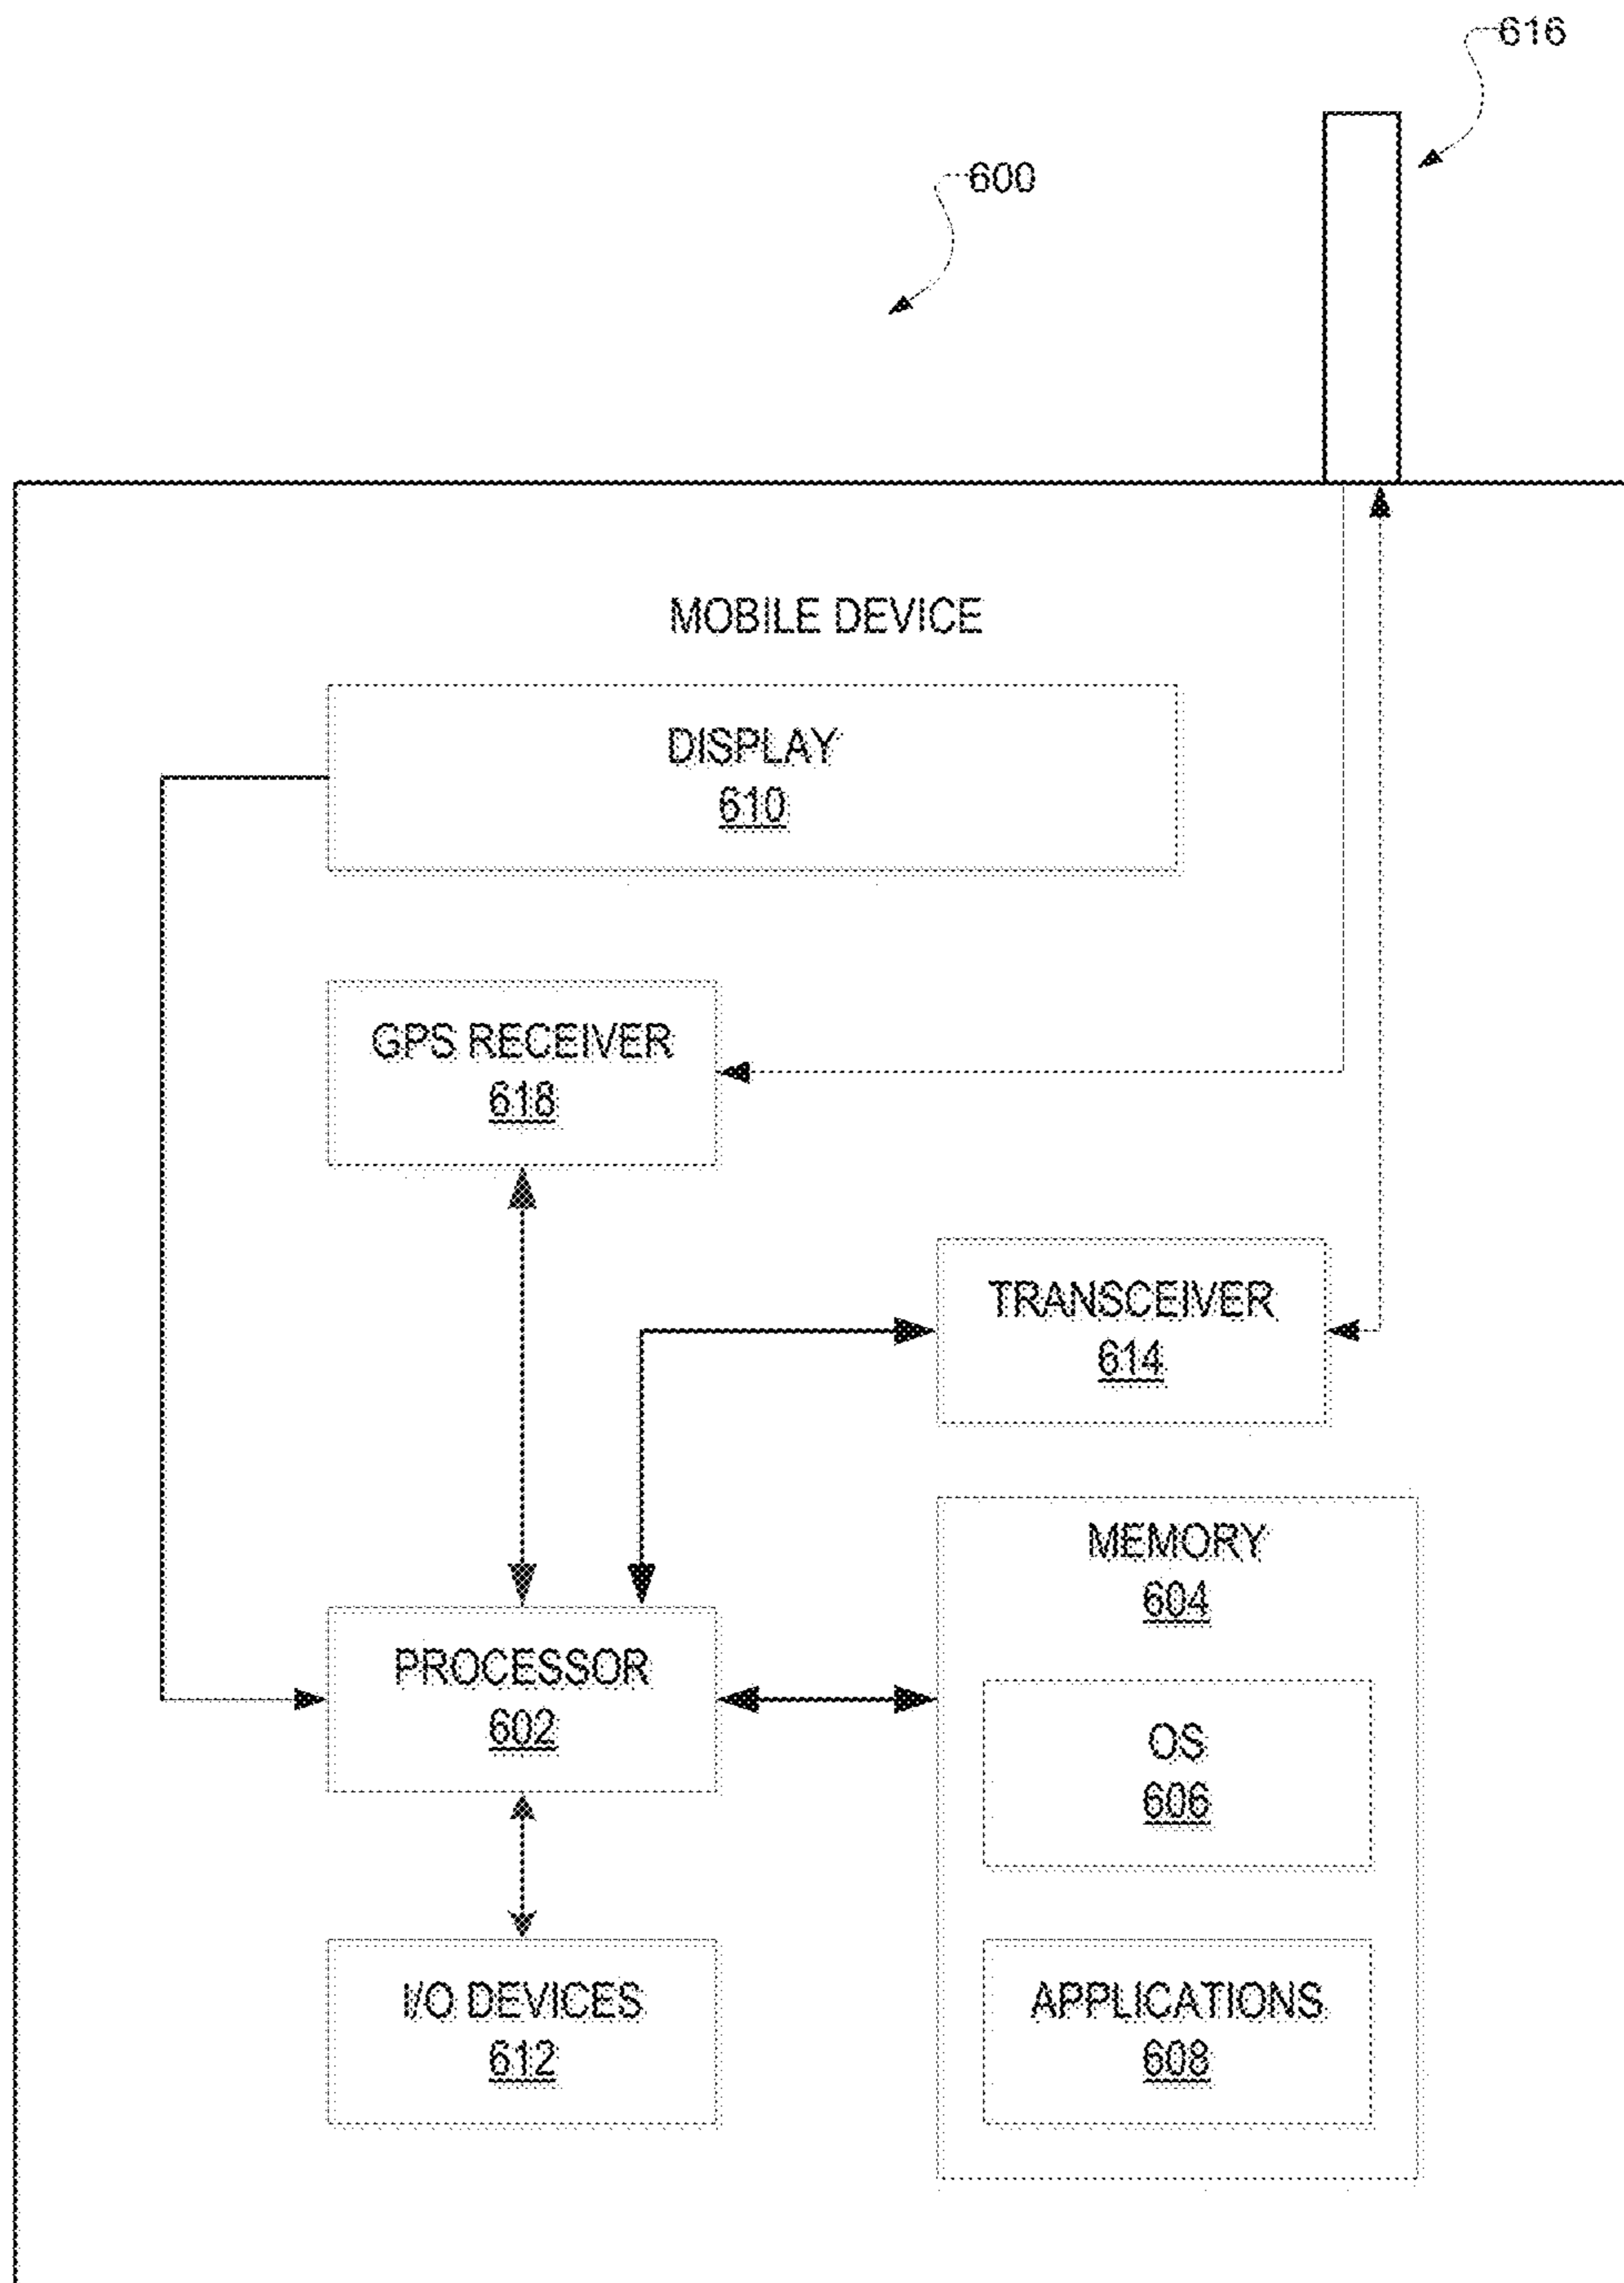 616
600
MOBILE DEVICE
DISPLAY
610
GPS RECEIVER
618
TRANSCEIVER
614
MEMORY
604
PROCESSOR
602
OS
606
I/O DEVICES
612
APPLICATIONS
608